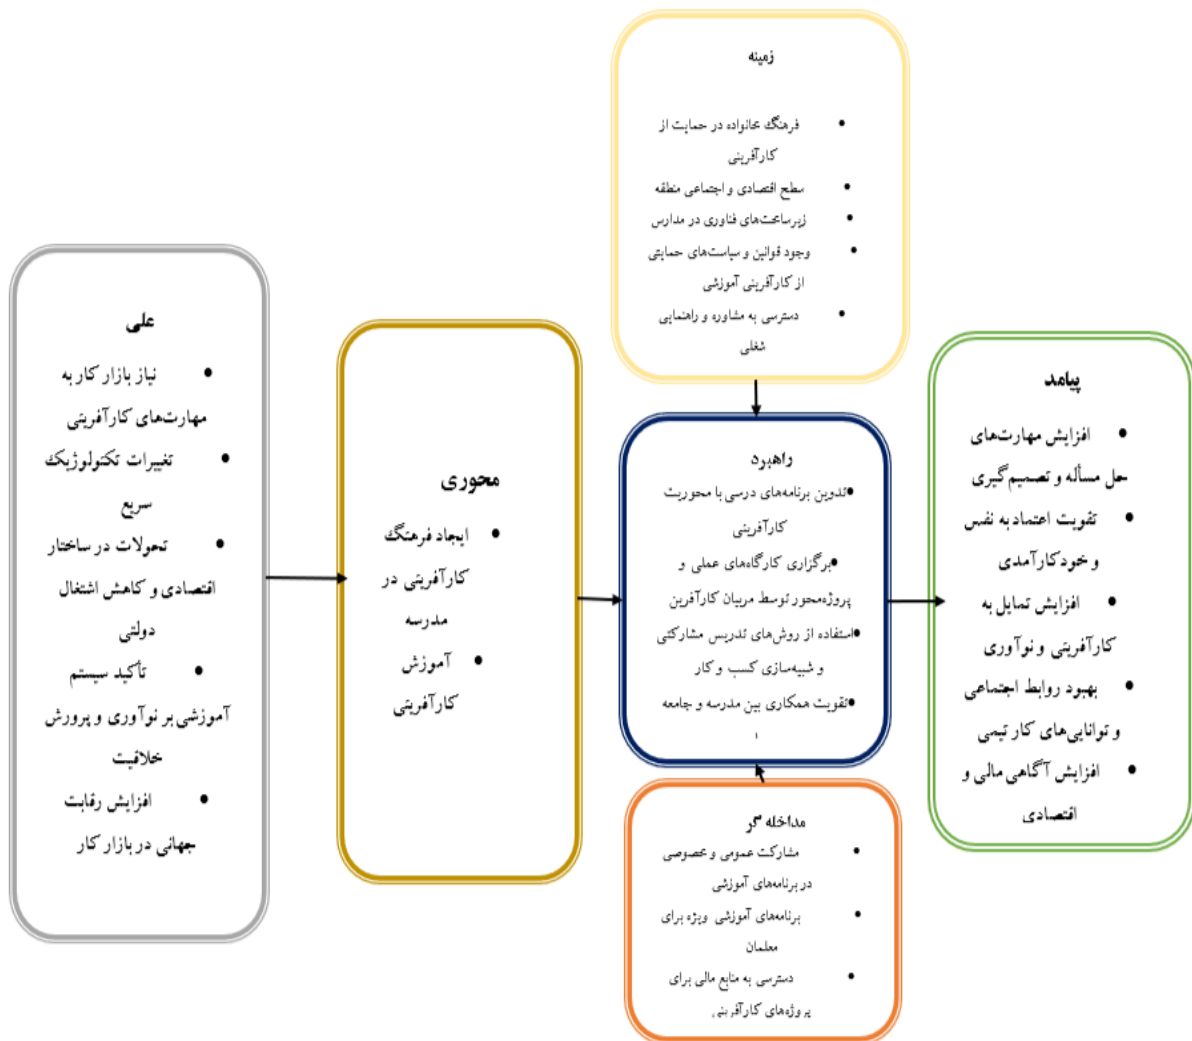 زمینه
• فرهنگ خانواده در حمایت از
کارآفرینی
• سطح اقتصادی و اجتماعی منطقه
• زیرساخت‌های فناوری در مدارس
• وجود قوانین و سیاست‌های حمایتی
از کارآفرینی آموزشی
• دسترسی به مشاوره و راهنمایی
شغلی
علی
• نیاز بازار کار به
مهارت‌های کارآفرینی
• تغییرات تکنولوژیک
سریع
• تحولات در ساختار
اقتصادی و کاهش اشتغال
دولتی
• تأکید سیستم
آموزشی بر نوآوری و پرورش
خلاقیت
• افزایش رقابت
جهانی در بازار کار
محوری
• ایجاد فرهنگ
کارآفرینی در
مدرسه
• آموزش
کارآفرینی
راهبرد
•تدوین برنامه‌های درسی با محوریت
کارآفرینی
•برگزاری کارگاه‌های عملی و
پروژه‌محور توسط مربیان کارآفرین
•استفاده از روش‌های تدریس مشارکتی
و شبیه‌سازی کسب و کار
•تقویت همکاری بین مدرسه و جامعه
مداخله گر
• مشارکت عمومی و خصوصی
در برنامه‌های آموزشی
• برنامه‌های آموزشی ویژه برای
معلمان
• دسترسی به منابع مالی برای
پروژه‌های کارآفرینی
پیامد
• افزایش مهارت‌های
حل مسأله و تصمیم‌گیری
• تقویت اعتماد به نفس
و خودکارآمدی
• افزایش تمایل به
کارآفرینی و نوآوری
• بهبود روابط اجتماعی
و توانایی‌های کار تیمی
• افزایش آگاهی مالی و
اقتصادی